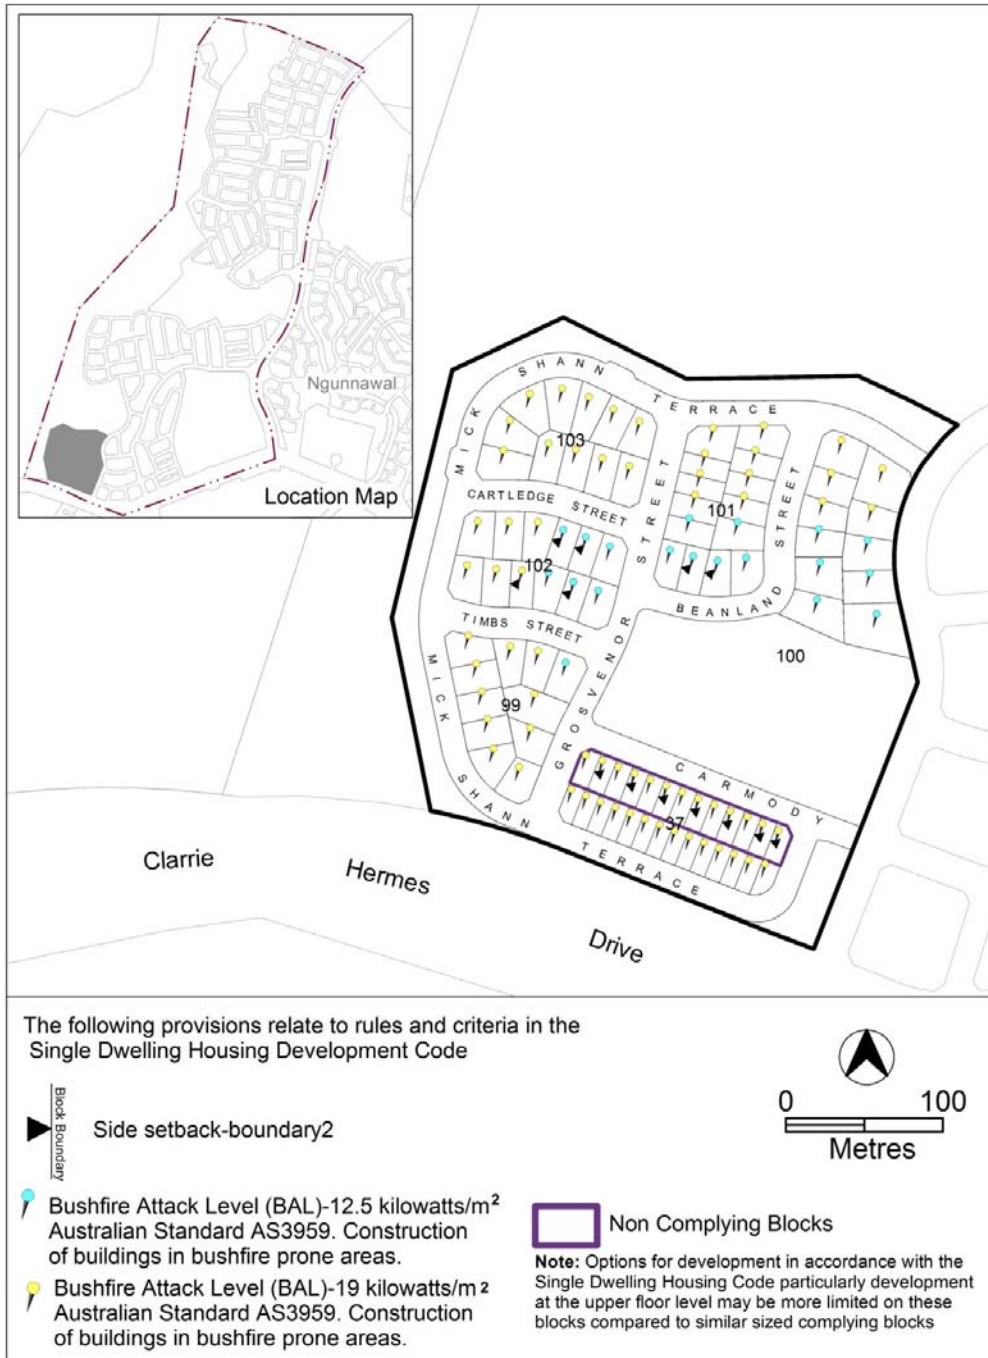 Ngunnawal
Location Map
MICK SHANN TERRACE
103
CARTLEDGE STREET
STREET
101
STREET
102
BEANLAND
TIMBS STREET
100
MICK
99
GROSVENOR
CARMODY
SHANN
37
TERRACE
Clarrie
Hermes
Drive
The following provisions relate to rules and criteria in the
Single Dwelling Housing Development Code
Block Boundary
Side setback-boundary2
0 100
Metres
Bushfire Attack Level (BAL)-12.5 kilowatts/m²
Australian Standard AS3959. Construction
of buildings in bushfire prone areas.
Bushfire Attack Level (BAL)-19 kilowatts/m²
Australian Standard AS3959. Construction
of buildings in bushfire prone areas.
Non Complying Blocks
Note: Options for development in accordance with the
Single Dwelling Housing Code particularly development
at the upper floor level may be more limited on these
blocks compared to similar sized complying blocks